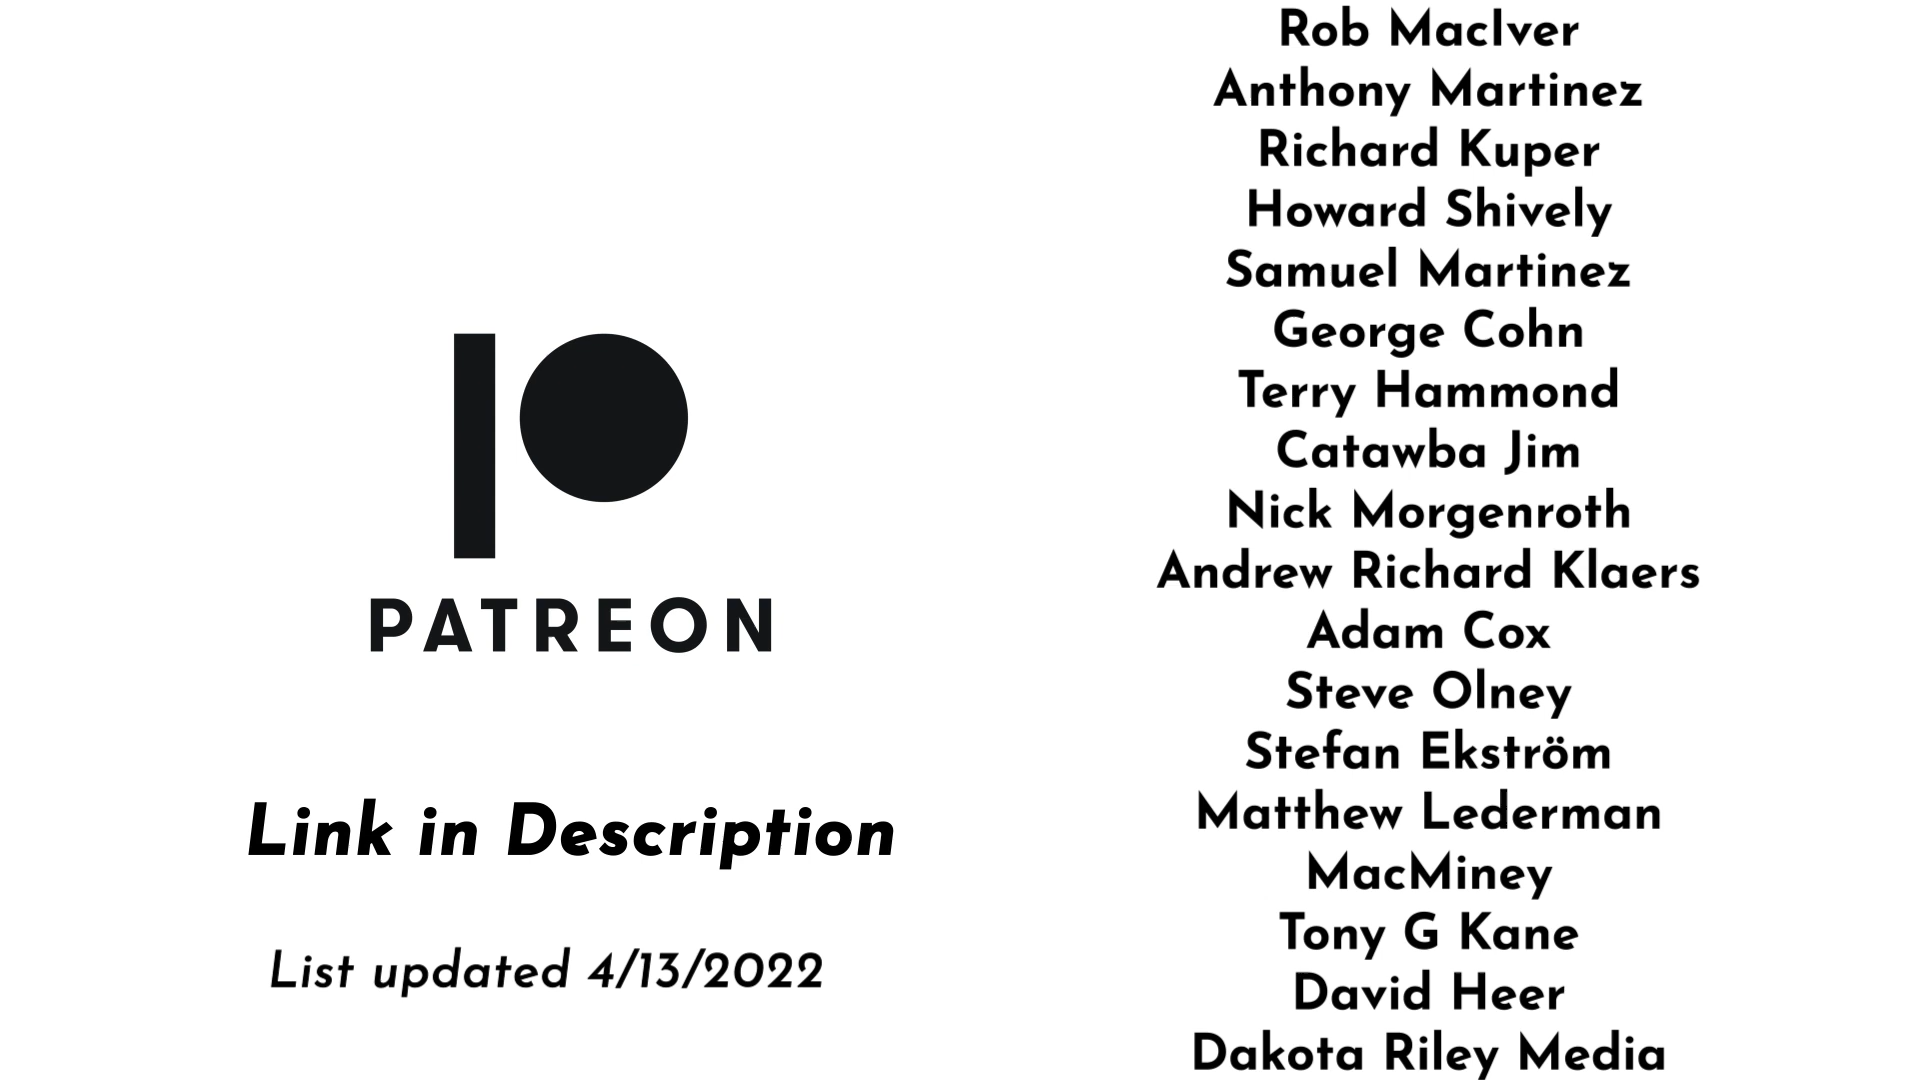 PATREON
Link in Description
List updated 4/13/2022
Rob MacIver
Anthony Martinez
Richard Kuper
Howard Shively
Samuel Martinez
George Cohn
Terry Hammond
Catawba Jim
Nick Morgenroth
Andrew Richard Klaers
Adam Cox
Steve Olney
Stefan Ekström
Matthew Lederman
MacMiney
Tony G Kane
David Heer
Dakota Riley Media